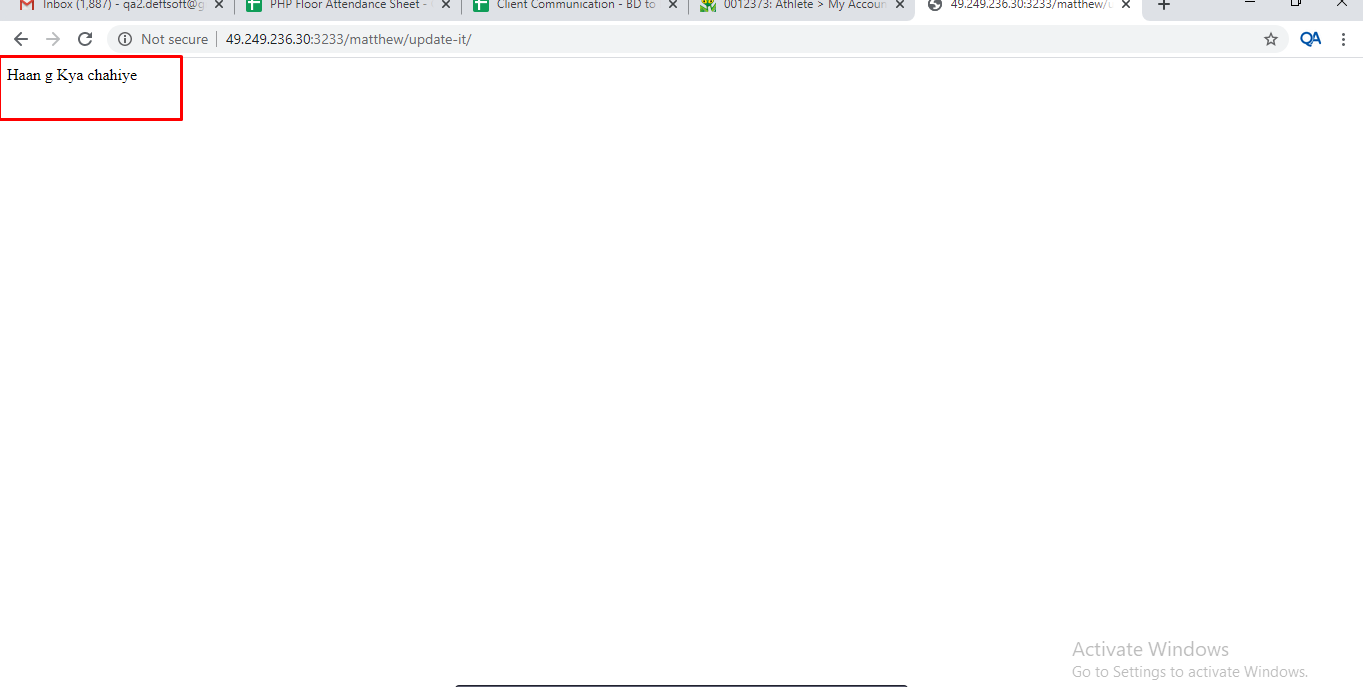 Inbox (1,887) - qa2.deftsoft@g
PHP Floor Attendance Sheet -
Client Communication - BD to
0012373: Athlete > My Accoun
49.249.236.30:3233/matthew/u
Not secure
49.249.236.30:3233/matthew/update-it/
QA
Haan g Kya chahiye
Activate Windows
Go to Settings to activate Windows.